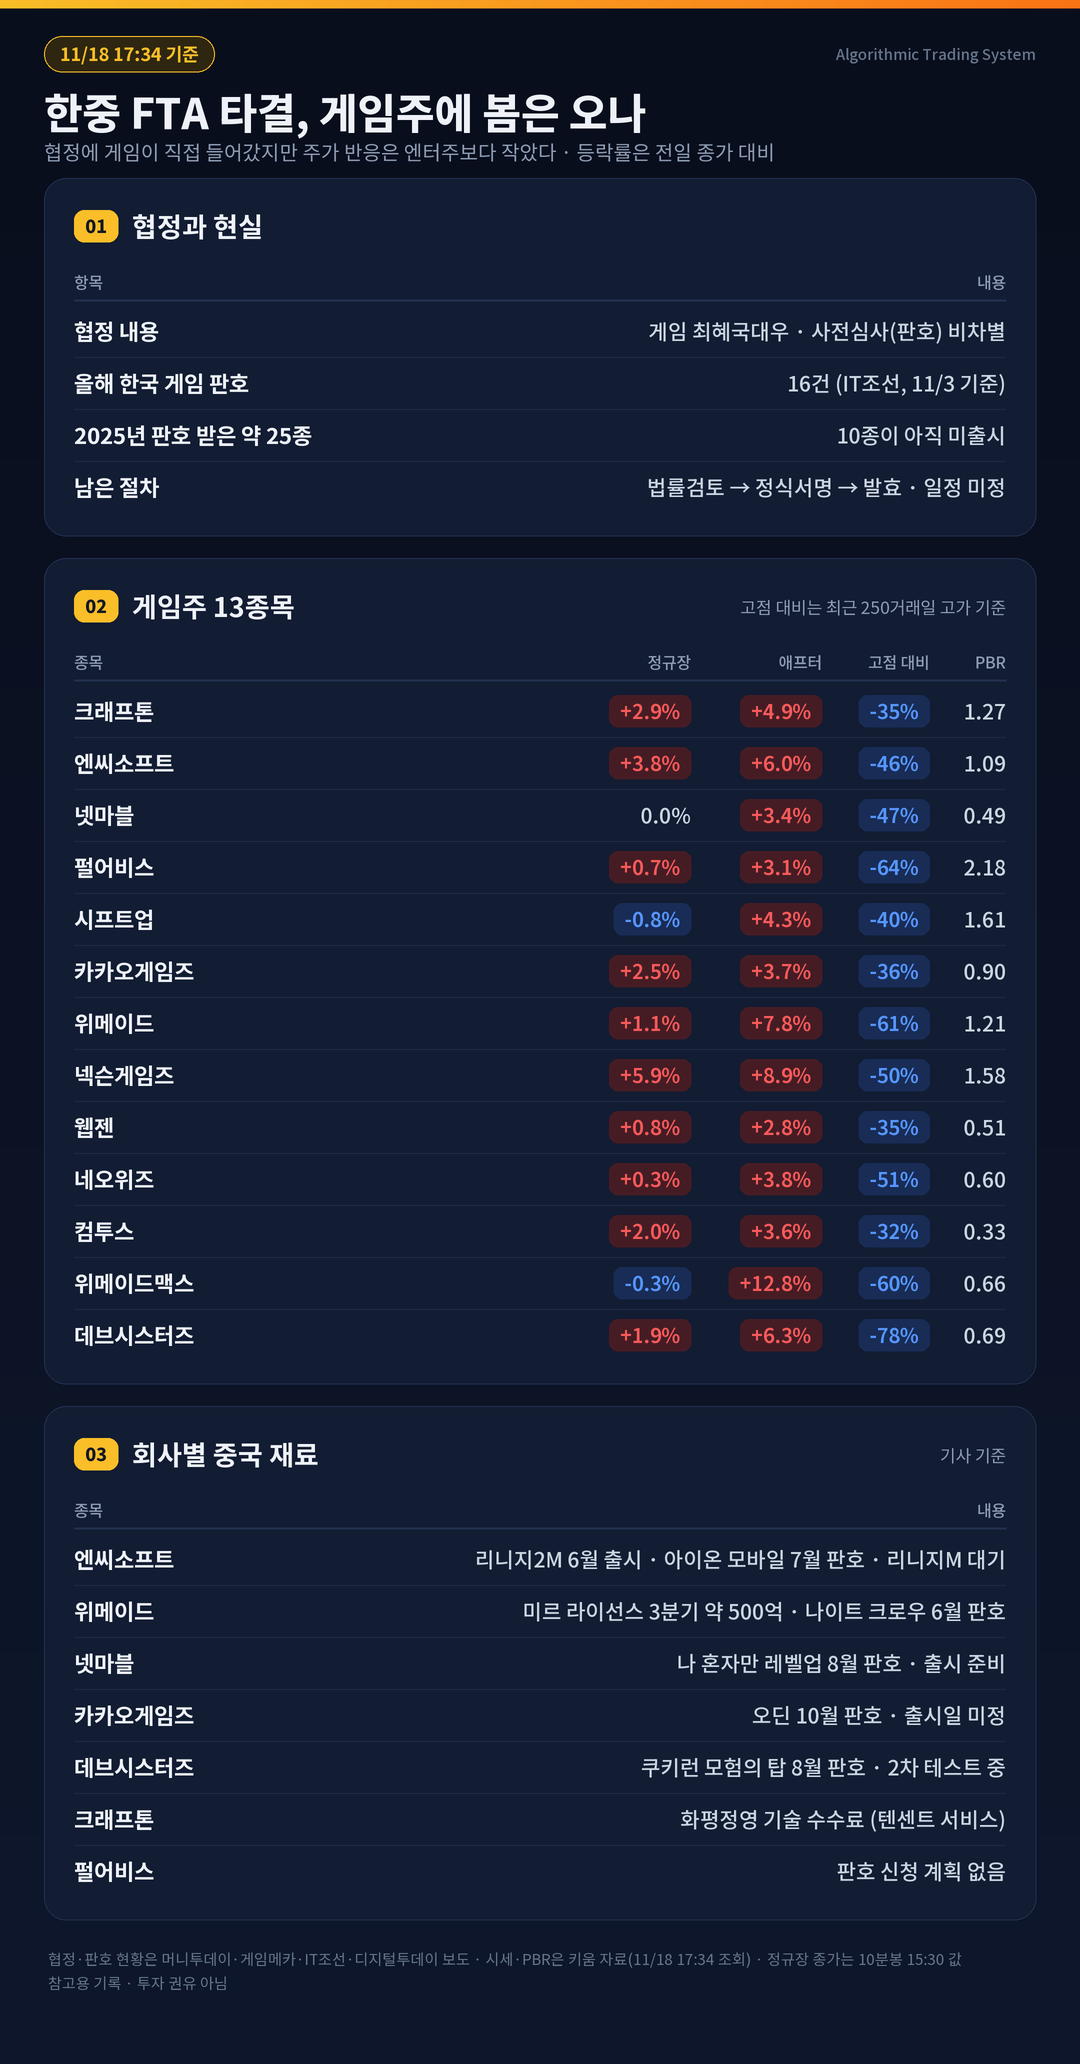 11/18 17:34 기준
Algorithmic Trading System
한중 FTA 타결, 게임주에 봄은 오나
협정에 게임이 직접 들어갔지만 주가 반응은 엔터주보다 작았다 · 등락률은 전일 종가 대비
01 협정과 현실
항목 내용
협정 내용 게임 최혜국대우 · 사전심사(판호) 비차별
올해 한국 게임 판호 16건 (IT조선, 11/3 기준)
2025년 판호 받은 약 25종 10종이 아직 미출시
남은 절차 법률검토 → 정식서명 → 발효 · 일정 미정
02 게임주 13종목 고점 대비는 최근 250거래일 고가 기준
종목 정규장 애프터 고점 대비 PBR
크래프톤 +2.9% +4.9% -35% 1.27
엔씨소프트 +3.8% +6.0% -46% 1.09
넷마블 0.0% +3.4% -47% 0.49
펄어비스 +0.7% +3.1% -64% 2.18
시프트업 -0.8% +4.3% -40% 1.61
카카오게임즈 +2.5% +3.7% -36% 0.90
위메이드 +1.1% +7.8% -61% 1.21
넥슨게임즈 +5.9% +8.9% -50% 1.58
웹젠 +0.8% +2.8% -35% 0.51
네오위즈 +0.3% +3.8% -51% 0.60
컴투스 +2.0% +3.6% -32% 0.33
위메이드맥스 -0.3% +12.8% -60% 0.66
데브시스터즈 +1.9% +6.3% -78% 0.69
03 회사별 중국 재료 기사 기준
종목 내용
엔씨소프트 리니지2M 6월 출시 · 아이온 모바일 7월 판호 · 리니지M 대기
위메이드 미르 라이선스 3분기 약 500억 · 나이트 크로우 6월 판호
넷마블 나 혼자만 레벨업 8월 판호 · 출시 준비
카카오게임즈 오딘 10월 판호 · 출시일 미정
데브시스터즈 쿠키런 모험의 탑 8월 판호 · 2차 테스트 중
크래프톤 화평정영 기술 수수료 (텐센트 서비스)
펄어비스 판호 신청 계획 없음
협정·판호 현황은 머니투데이·게임메카·IT조선·디지털투데이 보도 · 시세·PBR은 키움 자료(11/18 17:34 조회) · 정규장 종가는 10분봉 15:30 값
참고용 기록 · 투자 권유 아님